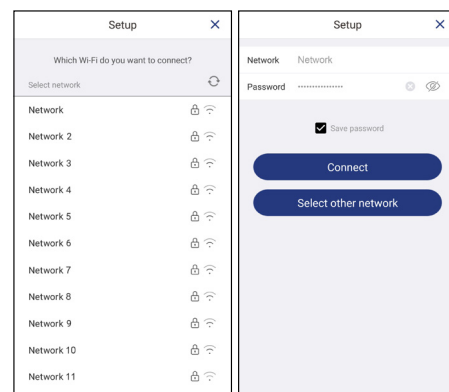 Setup
Which Wi-Fi do you want to connect?
Select network
Network
Network 2
Network 3
Network 4
Network 5
Network 6
Network 7
Network 8
Network 9
Network 10
Network 11
Setup
Network Network
Password ················
Save password
Connect
Select other network